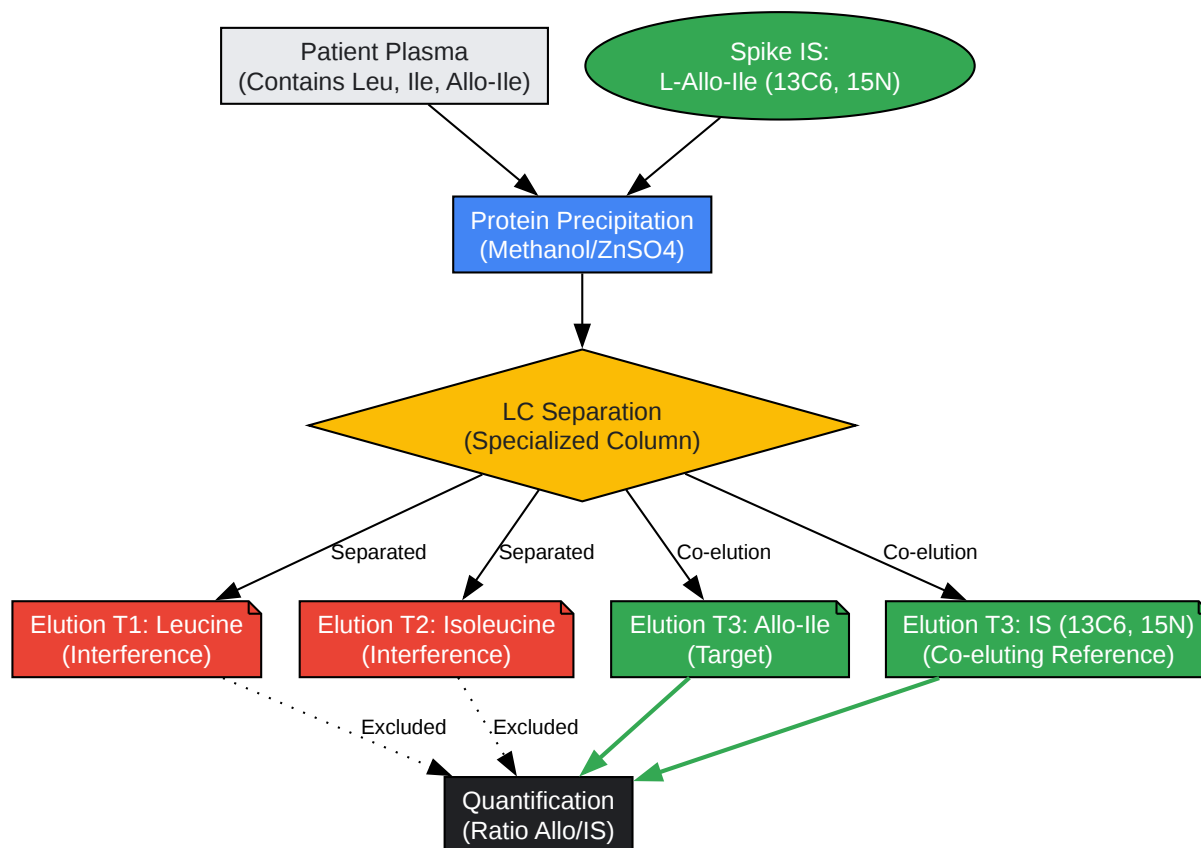 Patient Plasma
(Contains Leu, Ile, Allo-Ile)
Spike IS:
L-Allo-Ile (13C6, 15N)
Protein Precipitation
(Methanol/ZnSO4)
LC Separation
(Specialized Column)
Separated
Separated
Co-elution
Co-elution
Elution T1: Leucine
(Interference)
Elution T2: Isoleucine
(Interference)
Elution T3: Allo-Ile
(Target)
Elution T3: IS (13C6, 15N)
(Co-eluting Reference)
Excluded
Excluded
Quantification
(Ratio Allo/IS)